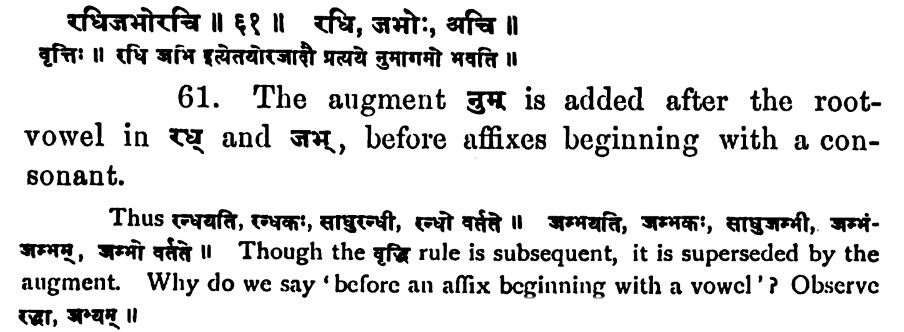 रधिजभोरचि ॥ ६१ ॥ रधि, जभोः, अचि ॥
वृत्तिः ॥ रधि जभि इत्येतयोरजादौ प्रत्यये नुमागमो भवति ॥
61. The augment नुम् is added after the root-
vowel in रध् and जभ्, before affixes beginning with a con-
sonant.
Thus रन्धयति, रन्धकः, साधुरन्धी, रन्धो वर्तते ॥ जम्भयति, जम्भकः, साधुजम्भी, जम्भं-
जम्भम्, जम्भो वर्तते ॥ Though the वृद्धि rule is subsequent, it is superseded by the
augment. Why do we say ‘before an affix beginning with a vowel’? Observe
रद्धा, जभ्यम् ॥